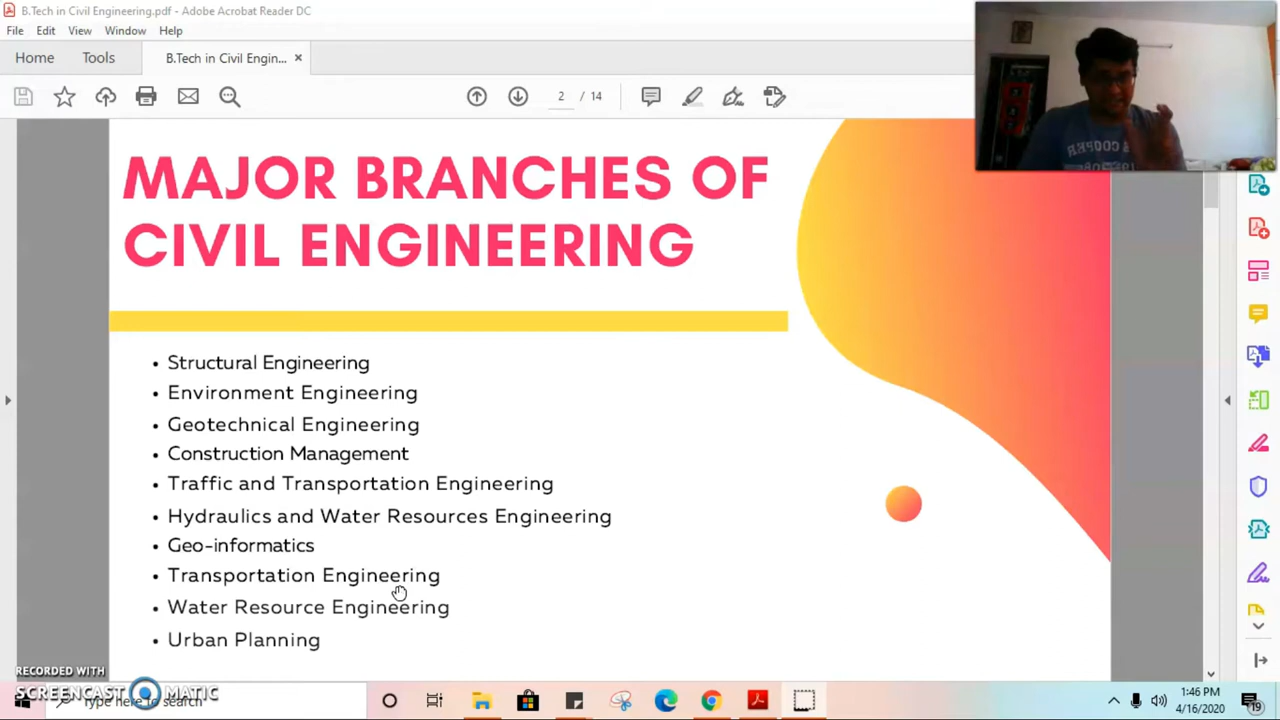 B.Tech in Civil Engineering.pdf - Adobe Acrobat Reader DC
File Edit View Window Help
Home Tools B.Tech in Civil Engin... ×
2 / 14
MAJOR BRANCHES OF
CIVIL ENGINEERING
• Structural Engineering
• Environment Engineering
• Geotechnical Engineering
• Construction Management
• Traffic and Transportation Engineering
• Hydraulics and Water Resources Engineering
• Geo-informatics
• Transportation Engineering
• Water Resource Engineering
• Urban Planning
RECORDED WITH
SCREENCAST MATIC
Type here to search
1:46 PM
4/16/2020
19